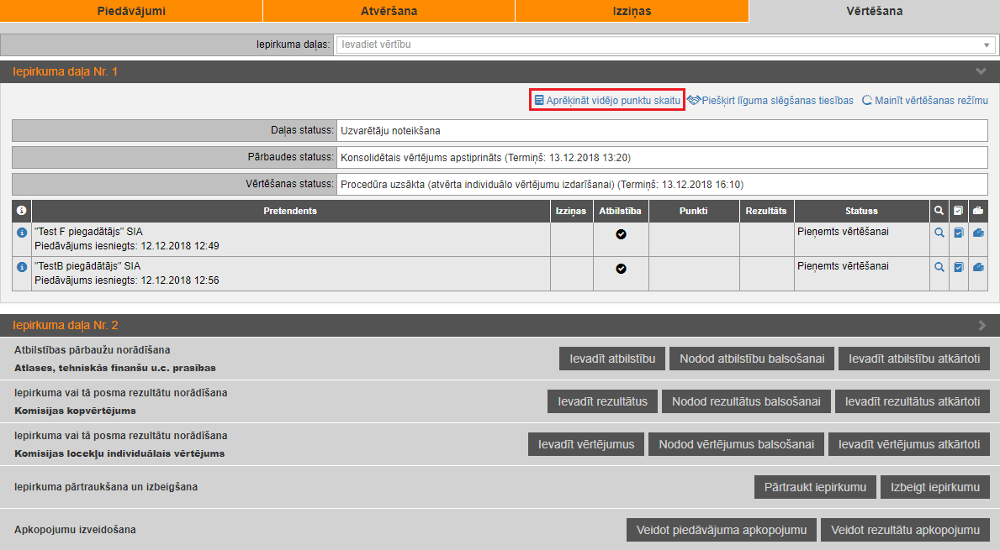 Piedāvājumi Atvēršana Izziņas Vērtēšana
Iepirkuma daļas: Ievadiet vērtību
Iepirkuma daļa Nr. 1
Aprēķināt vidējo punktu skaitu Piešķirt līguma slēgšanas tiesības Mainīt vērtēšanas režīmu
Daļas statuss: Uzvarētāju noteikšana
Pārbaudes statuss: Konsolidētais vērtējums apstiprināts (Termiņš: 13.12.2018 13:20)
Vērtēšanas statuss: Procedūra uzsākta (atvērta individuālo vērtējumu izdarīšanai) (Termiņš: 13.12.2018 16:10)
Pretendents Izziņas Atbilstība Punkti Rezultāts Statuss
"Test F piegadātājs" SIA Pieņemts vērtēšanai
Piedāvājums iesniegts: 12.12.2018 12:49
"TestB piegādātājs" SIA Pieņemts vērtēšanai
Piedāvājums iesniegts: 12.12.2018 12:56
Iepirkuma daļa Nr. 2
Atbilstības pārbaužu norādīšana
Atlases, tehniskās finanšu u.c. prasības
Ievadīt atbilstību Nodod atbilstību balsošanai Ievadīt atbilstību atkārtoti
Iepirkuma vai tā posma rezultātu norādīšana
Komisijas kopvērtējums
Ievadīt rezultātus Nodod rezultātus balsošanai Ievadīt rezultātus atkārtoti
Iepirkuma vai tā posma rezultātu norādīšana
Komisijas locekļu individuālais vērtējums
Ievadīt vērtējumus Nodod vērtējumus balsošanai Ievadīt vērtējumus atkārtoti
Iepirkuma pārtraukšana un izbeigšana Pārtraukt iepirkumu Izbeigt iepirkumu
Apkopojumu izveidošana Veidot piedāvājuma apkopojumu Veidot rezultātu apkopojumu